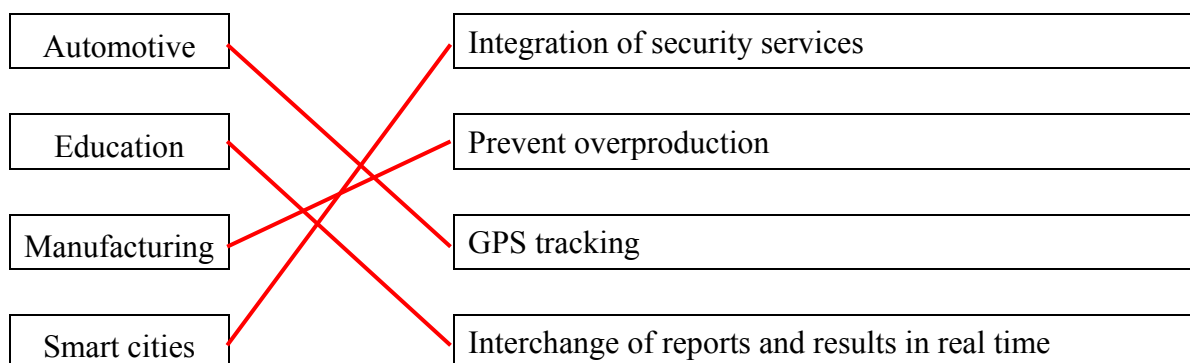 Automotive
Integration of security services
Education
Prevent overproduction
Manufacturing
GPS tracking
Smart cities
Interchange of reports and results in real time